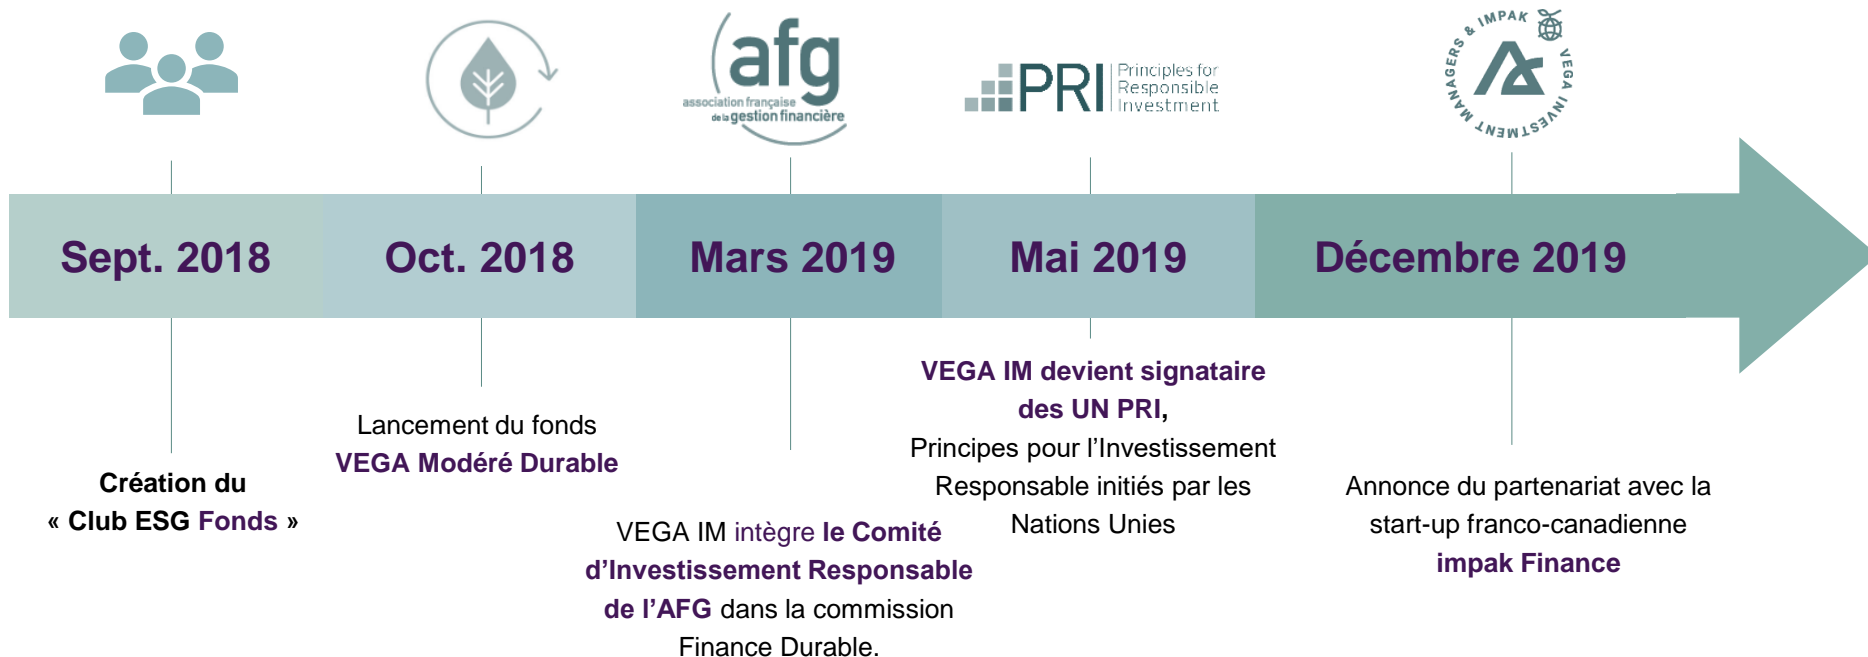 afg
association française
de la gestion financière
PRI
Principles for
Responsible
Investment
VEGA INVESTMENT MANAGERS & IMPAK
Sept. 2018
Oct. 2018
Mars 2019
Mai 2019
Décembre 2019
Création du
« Club ESG Fonds »
Lancement du fonds
VEGA Modéré Durable
VEGA IM intègre le Comité
d’Investissement Responsable
de l’AFG dans la commission
Finance Durable.
VEGA IM devient signataire
des UN PRI,
Principes pour l’Investissement
Responsable initiés par les
Nations Unies
Annonce du partenariat avec la
start-up franco-canadienne
impak Finance